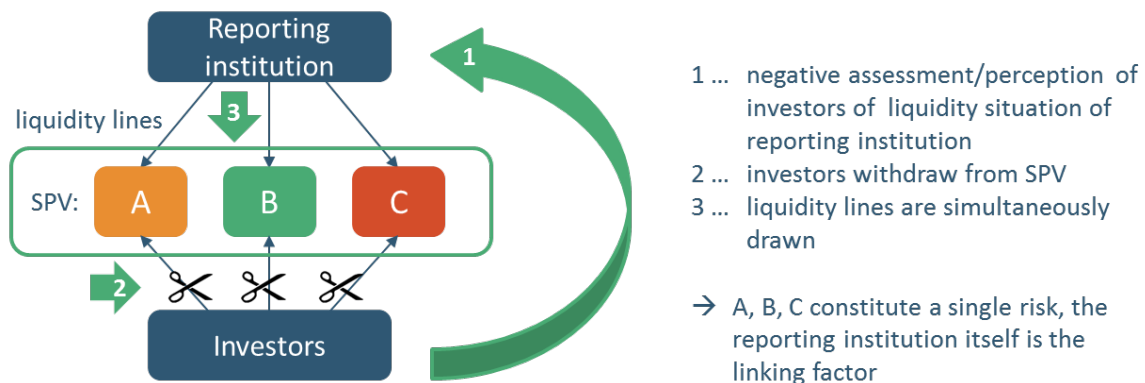 Reporting
institution
1
liquidity lines
3
SPV:
A
B
C
2
Investors
1 ... negative assessment/perception of
investors of liquidity situation of
reporting institution
2 ... investors withdraw from SPV
3 ... liquidity lines are simultaneously
drawn
→ A, B, C constitute a single risk, the
reporting institution itself is the
linking factor